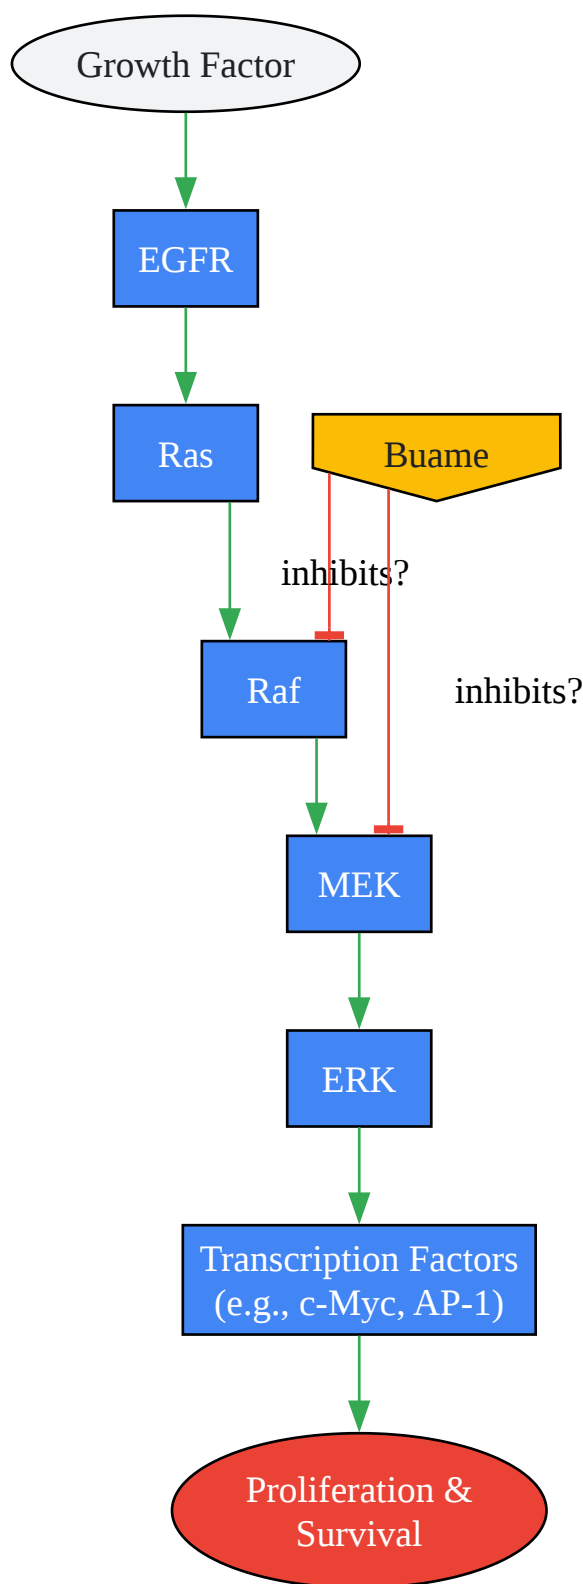 Growth Factor
EGFR
Ras
Buame
inhibits?
Raf
inhibits?
MEK
ERK
Transcription Factors
(e.g., c-Myc, AP-1)
Proliferation &
Survival